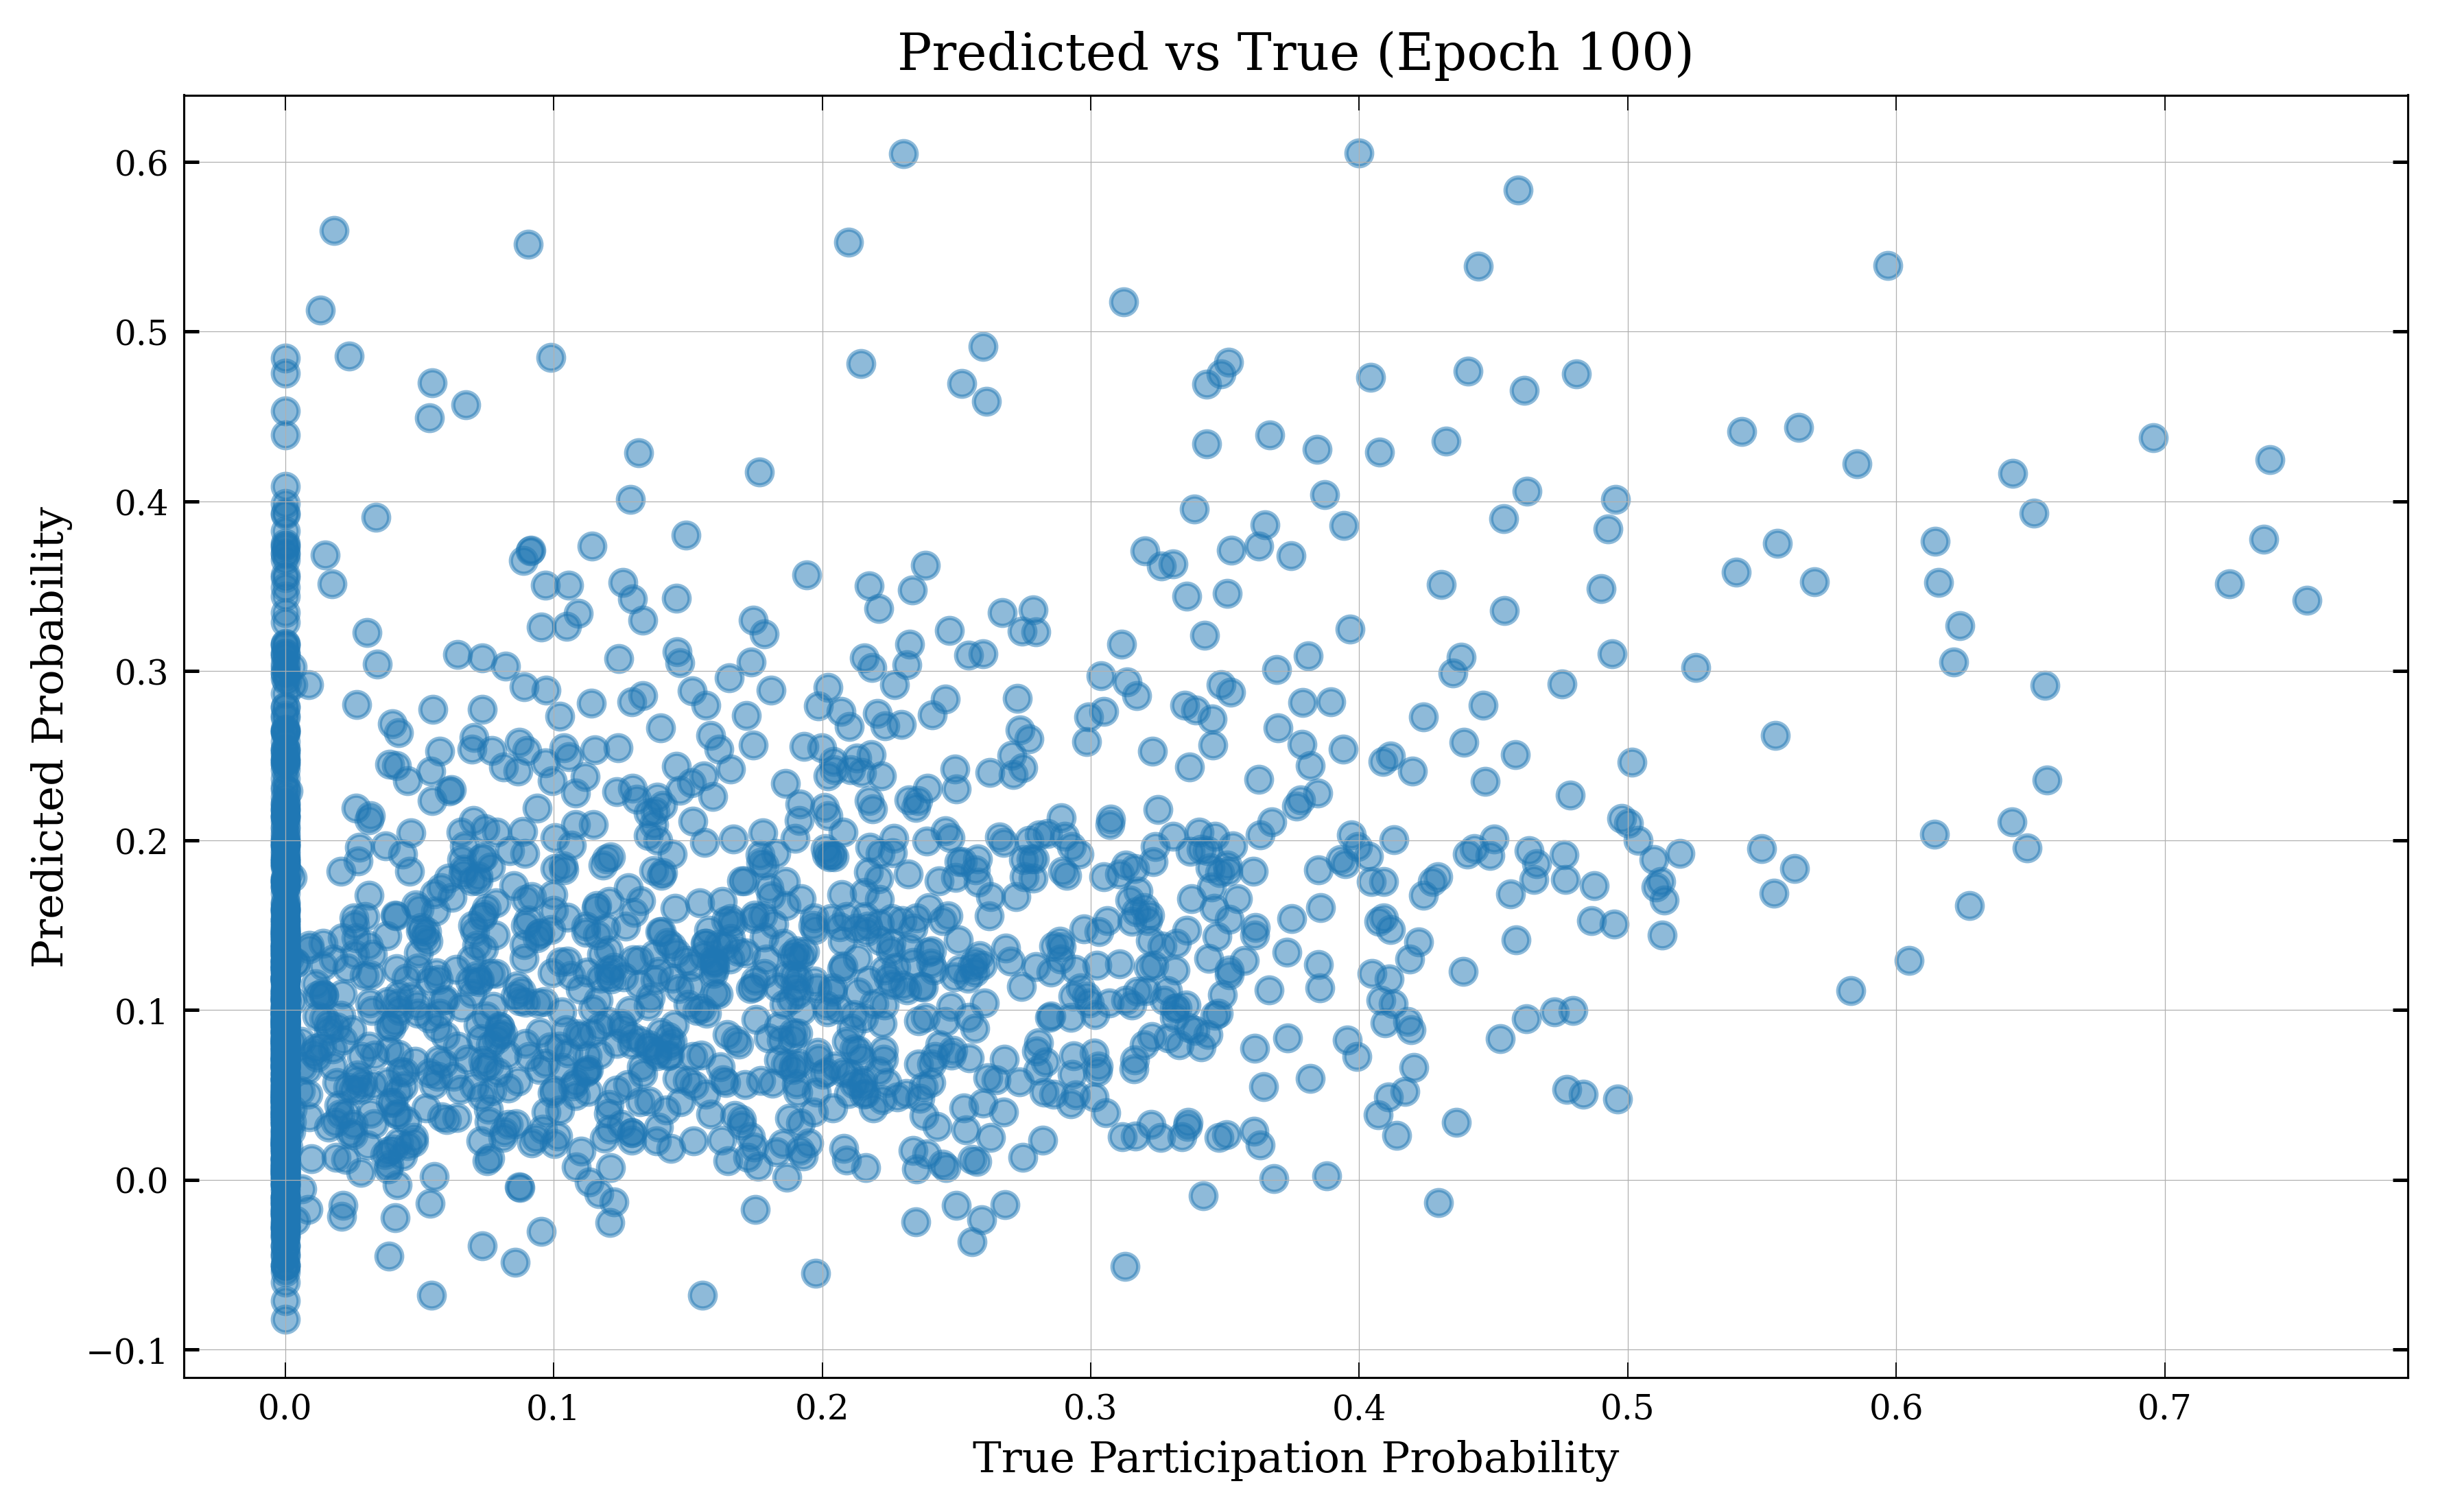 Predicted vs True (Epoch 100)
Predicted Probability
0.6
0.5
0.4
0.3
0.2
0.1
0.0
−0.1
0.0 0.1 0.2 0.3 0.4 0.5 0.6 0.7
True Participation Probability